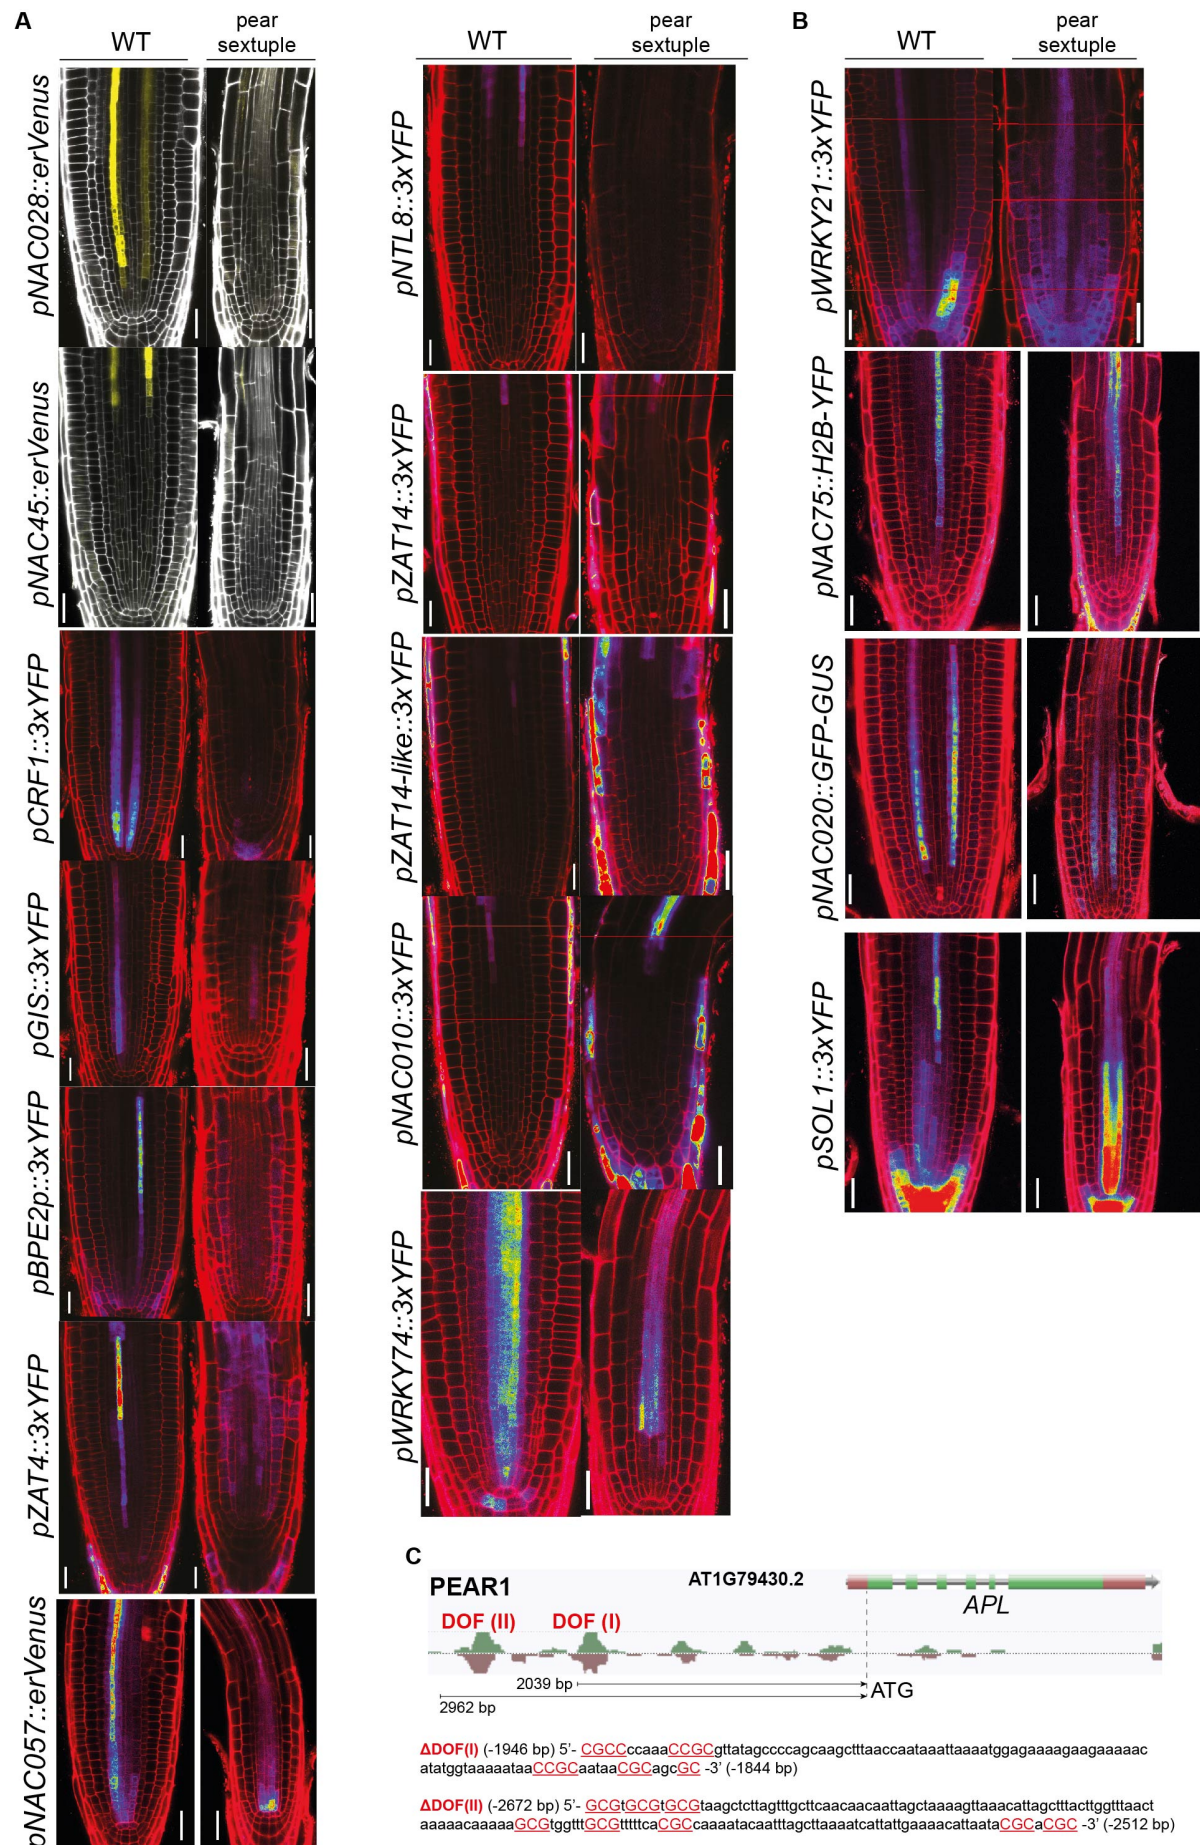 A
WT
pear
sextuple
pNAC028::erVenus
pNAC45::erVenus
pCRF1::3xYFP
pGIS::3xYFP
pBPE2p::3xYFP
pZAT4::3xYFP
pNAC057::erVenus
WT
pear
sextuple
pNTL8::3xYFP
pZAT14::3xYFP
pZAT14-like::3xYFP
pNAC010::3xYFP
pWRKY74::3xYFP
B
WT
pear
sextuple
pWRKY21::3xYFP
pNAC75::H2B-YFP
pNAC020::GFP-GUS
pSOL1::3xYFP
C
PEAR1
AT1G79430.2
APL
DOF (II) DOF (I)
2039 bp
ATG
2962 bp
ΔDOF(I) (-1946 bp) 5'- CGCCccaaaCCGCgttatagccccagcaagctttaaccaataaattaaaatggagaaaagaagaaaaac
atatggtaaaaataaCCGCaataaCGCagcGC -3' (-1844 bp)
ΔDOF(II) (-2672 bp) 5'- GCGtGCGtGCGtaagctcttagtttgcttcaacaacaattagctaaaagttaaacattagctttacttggtttaact
aaaaacaaaaaGCGtggtttGCGtttttcaCGCcaaaatacaatttagcttaaaatcattattgaaaacattaataCGCaCGC -3' (-2512 bp)